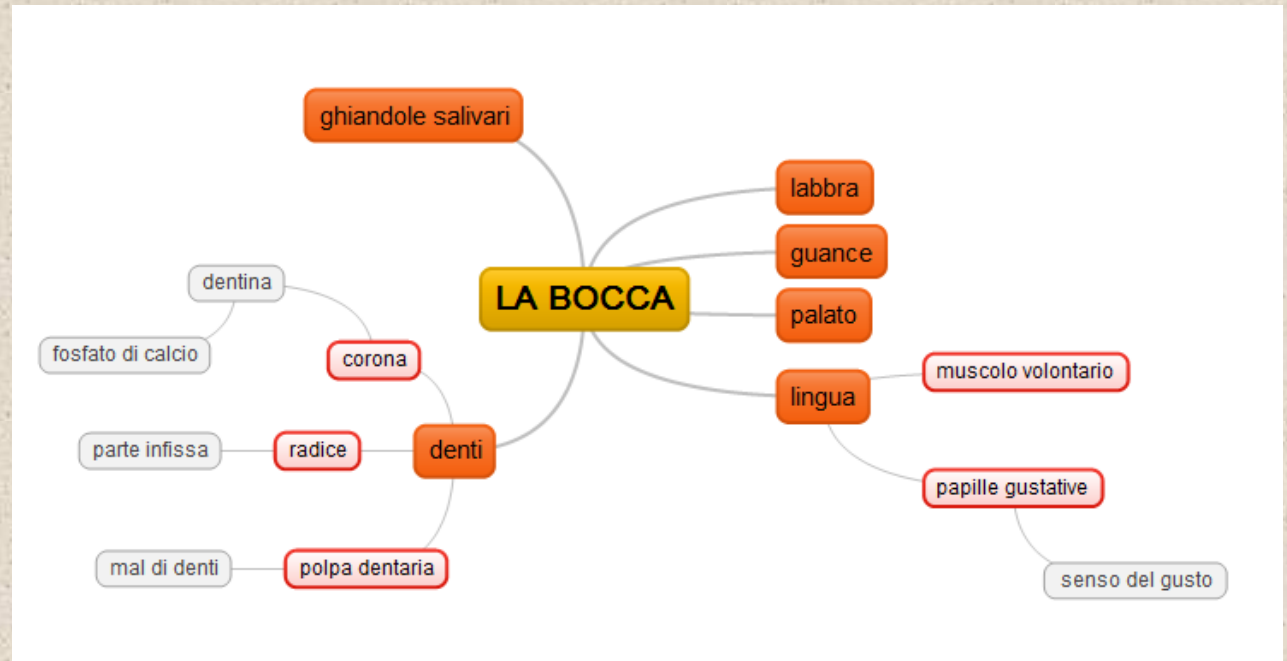 ghiandole salivari
labbra
guance
dentina
LA BOCCA
palato
fosfato di calcio
corona
muscolo volontario
lingua
parte infissa
radice
denti
papille gustative
mal di denti
polpa dentaria
senso del gusto